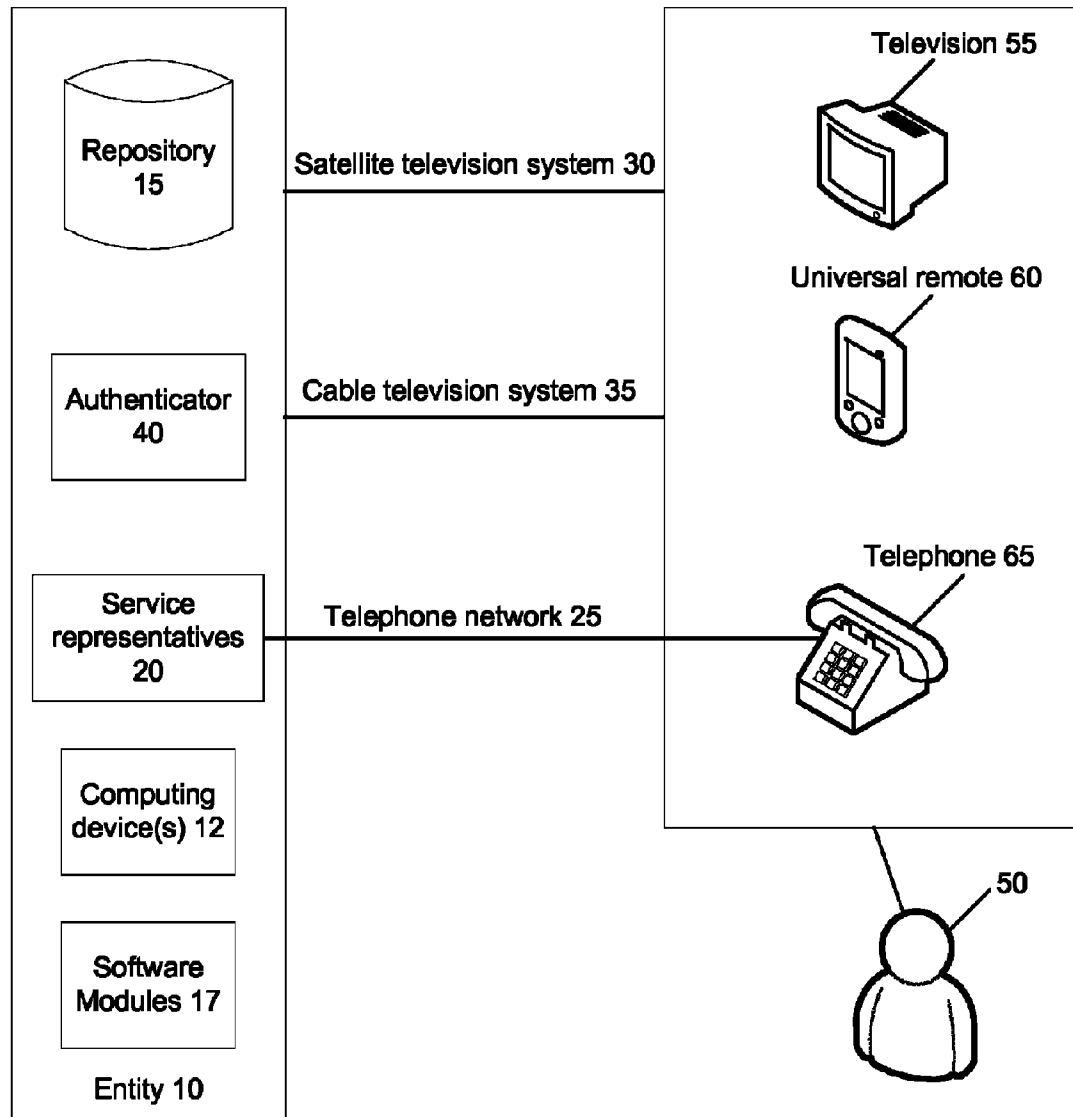 Television 55
Repository
15
Satellite television system 30
Universal remote 60
Authenticator
40
Cable television system 35
Telephone 65
Service
representatives
20
Telephone network 25
Computing
device(s) 12
50
Software
Modules 17
Entity 10